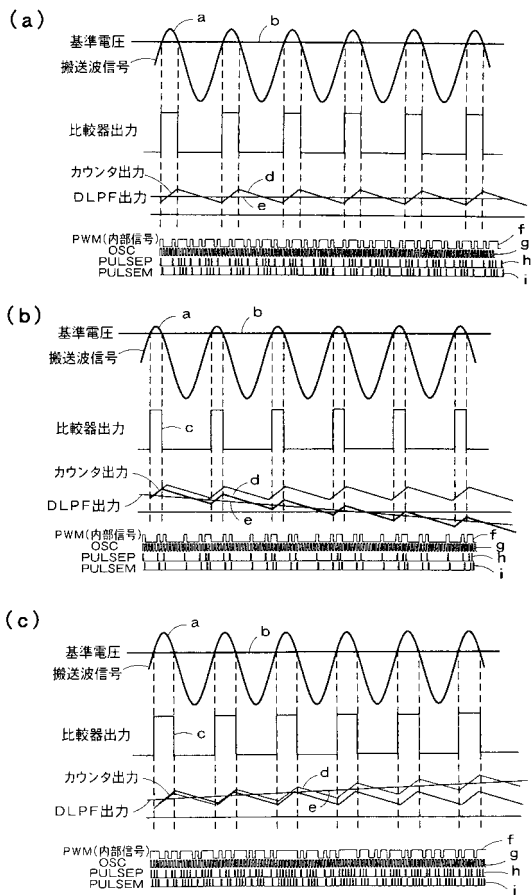 (a)
a
b
基準電圧
搬送波信号
比較器出力
カウンタ出力
d
DLPF出力
e
PWM(内部信号)
f
OSC
g
PULSEP
h
PULSEM
i
(b)
a
b
基準電圧
搬送波信号
比較器出力
c
カウンタ出力
d
DLPF出力
e
PWM(内部信号)
f
OSC
g
PULSEP
h
PULSEM
i
(c)
a
b
基準電圧
搬送波信号
比較器出力
c
カウンタ出力
d
DLPF出力
e
PWM(内部信号)
f
OSC
g
PULSEP
h
PULSEM
i